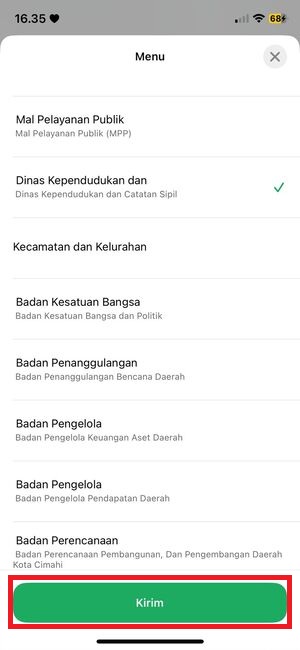 16.35
68
Menu
Mal Pelayanan Publik
Mal Pelayanan Publik (MPP)
Dinas Kependudukan dan
Dinas Kependudukan dan Catatan Sipil
Kecamatan dan Kelurahan
Badan Kesatuan Bangsa
Badan Kesatuan Bangsa dan Politik
Badan Penanggulangan
Badan Penanggulangan Bencana Daerah
Badan Pengelola
Badan Pengelola Keuangan Aset Daerah
Badan Pengelola
Badan Pengelola Pendapatan Daerah
Badan Perencanaan
Badan Perencanaan Pembangunan, Dan Pengembangan Daerah
Kota Cimahi
Kirim